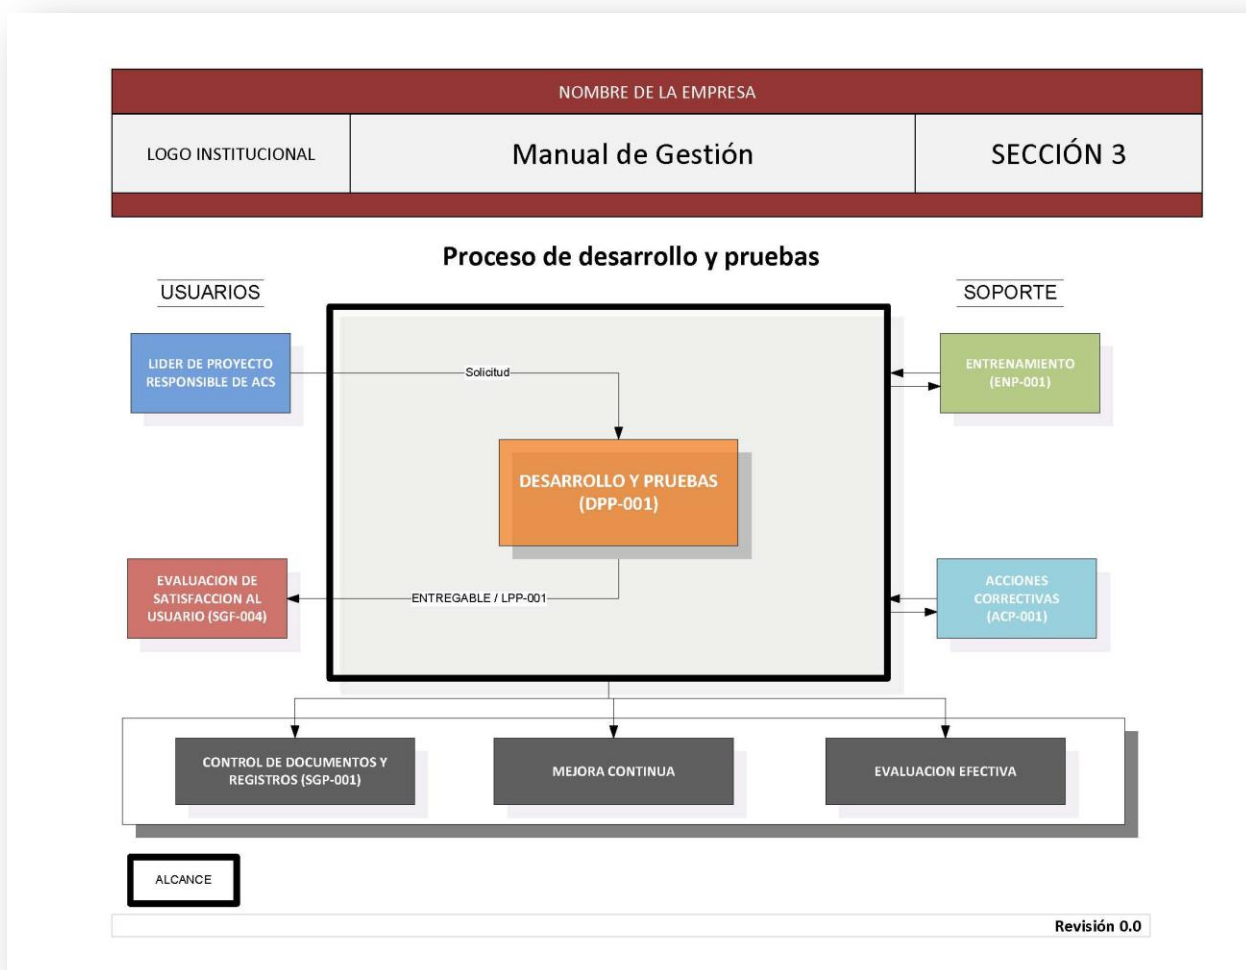 NOMBRE DE LA EMPRESA
LOGO INSTITUCIONAL
Manual de Gestión
SECCIÓN 3
Proceso de desarrollo y pruebas
USUARIOS
SOPORTE
LIDER DE PROYECTO
RESPONSIBLE DE ACS
Solicitud
ENTRENAMIENTO
(ENP-001)
DESARROLLO Y PRUEBAS
(DPP-001)
EVALUACION DE
SATISFACCION AL
USUARIO (SGF-004)
ENTREGABLE / LPP-001
ACCIONES
CORRECTIVAS
(ACP-001)
CONTROL DE DOCUMENTOS Y
REGISTROS (SGP-001)
MEJORA CONTINUA
EVALUACION EFECTIVA
ALCANCE
Revisión 0.0